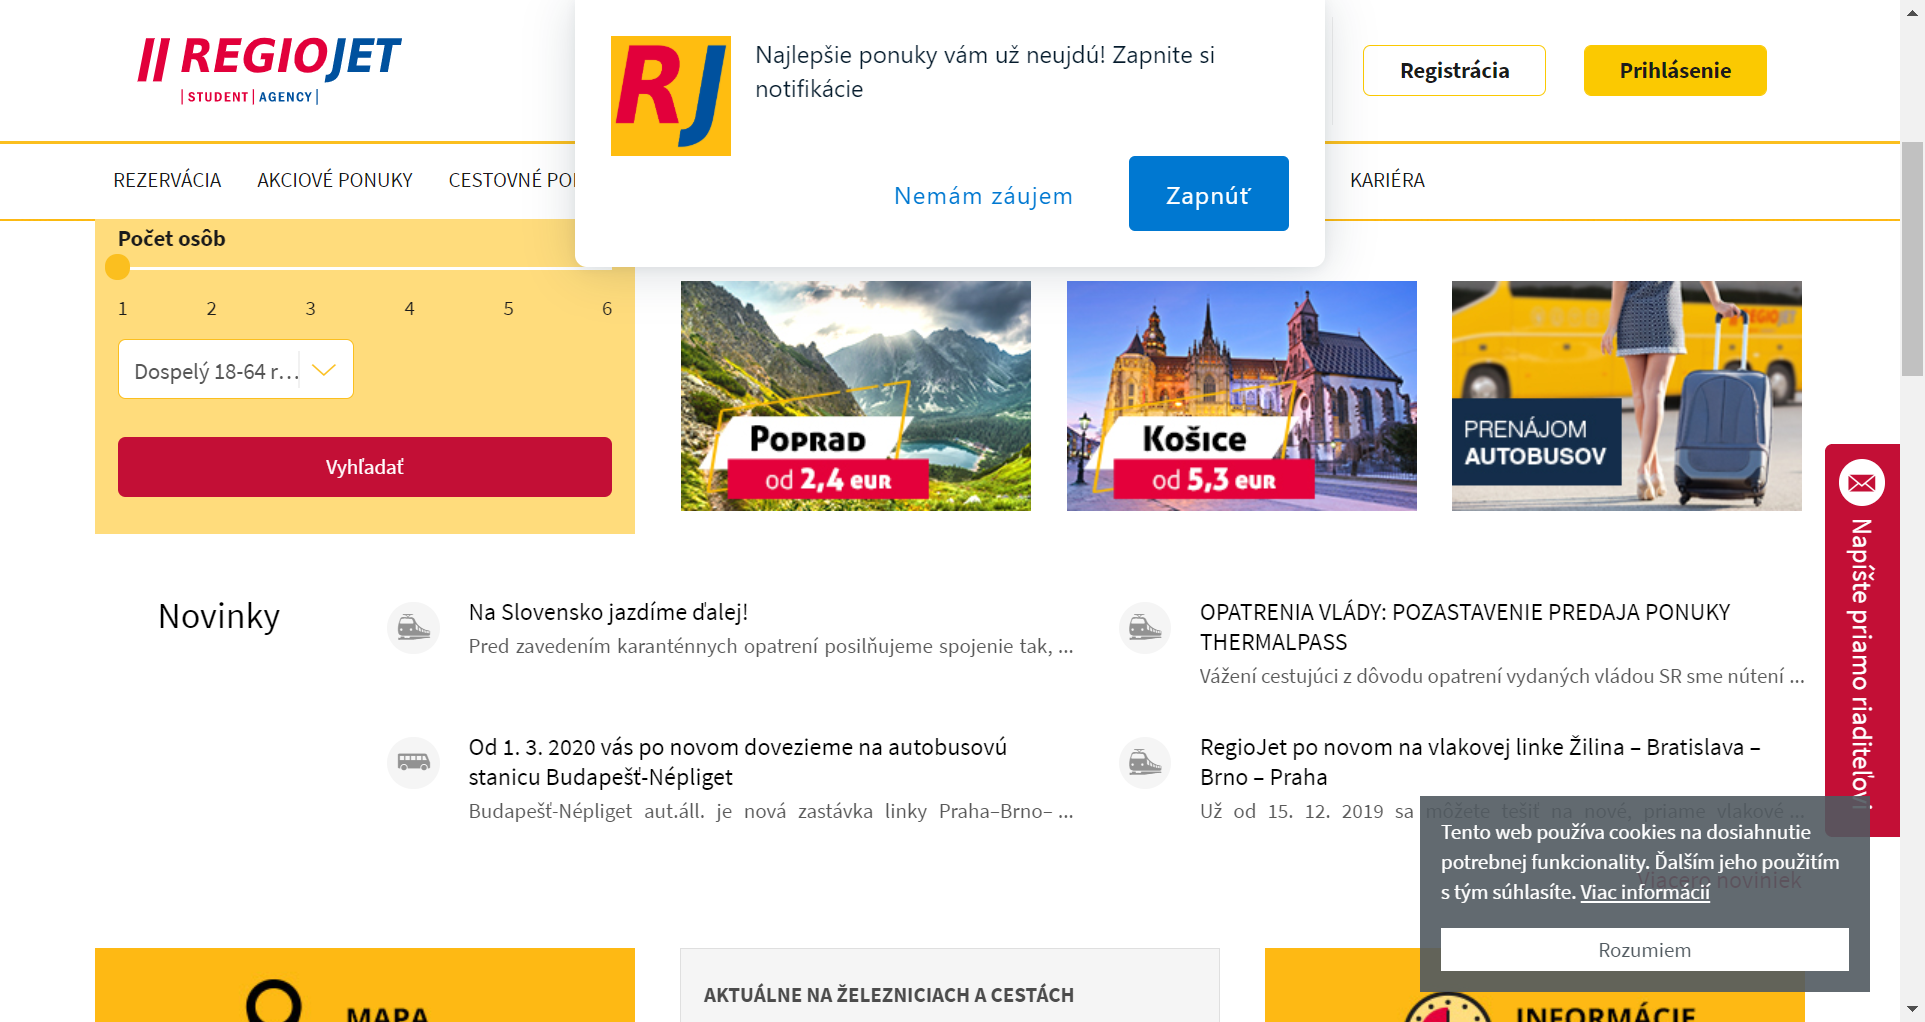 REGIOJET
STUDENT AGENCY
Najlepšie ponuky vám už neujdú! Zapnite si
notifikácie
Nemám záujem
Zapnúť
Registrácia
Prihlásenie
REZERVÁCIA
AKCIOVÉ PONUKY
CESTOVNÉ
KARIÉRA
Počet osôb
1 2 3 4 5 6
Dospelý 18-64 r...
Vyhľadať
POPRAD
od 2,4 EUR
KOŠICE
od 5,3 EUR
REGIOJET
PRENÁJOM
AUTOBUSOV
Napíšte priamo riaditeľovi
Novinky
Na Slovensko jazdíme ďalej!
Pred zavedením karanténnych opatrení posilňujeme spojenie tak, ...
OPATRENIA VLÁDY: POZASTAVENIE PREDAJA PONUKY
THERMALPASS
Vážení cestujúci z dôvodu opatrení vydaných vládou SR sme nútení ...
Od 1. 3. 2020 vás po novom dovezieme na autobusovú
stanicu Budapešť-Népliget
Budapešť-Népliget aut.áll. je nová zastávka linky Praha–Brno– ...
RegioJet po novom na vlakovej linke Žilina – Bratislava –
Brno – Praha
Už od 15. 12. 2019 sa môžete tešiť na nové, priame vlakové ...
Viacero noviniek
Tento web používa cookies na dosiahnutie
potrebnej funkcionality. Ďalším jeho použitím
s tým súhlasíte. Viac informácií
Rozumiem
MAPA
AKTUÁLNE NA ŽELEZNICIACH A CESTÁCH
INFORMÁCIE